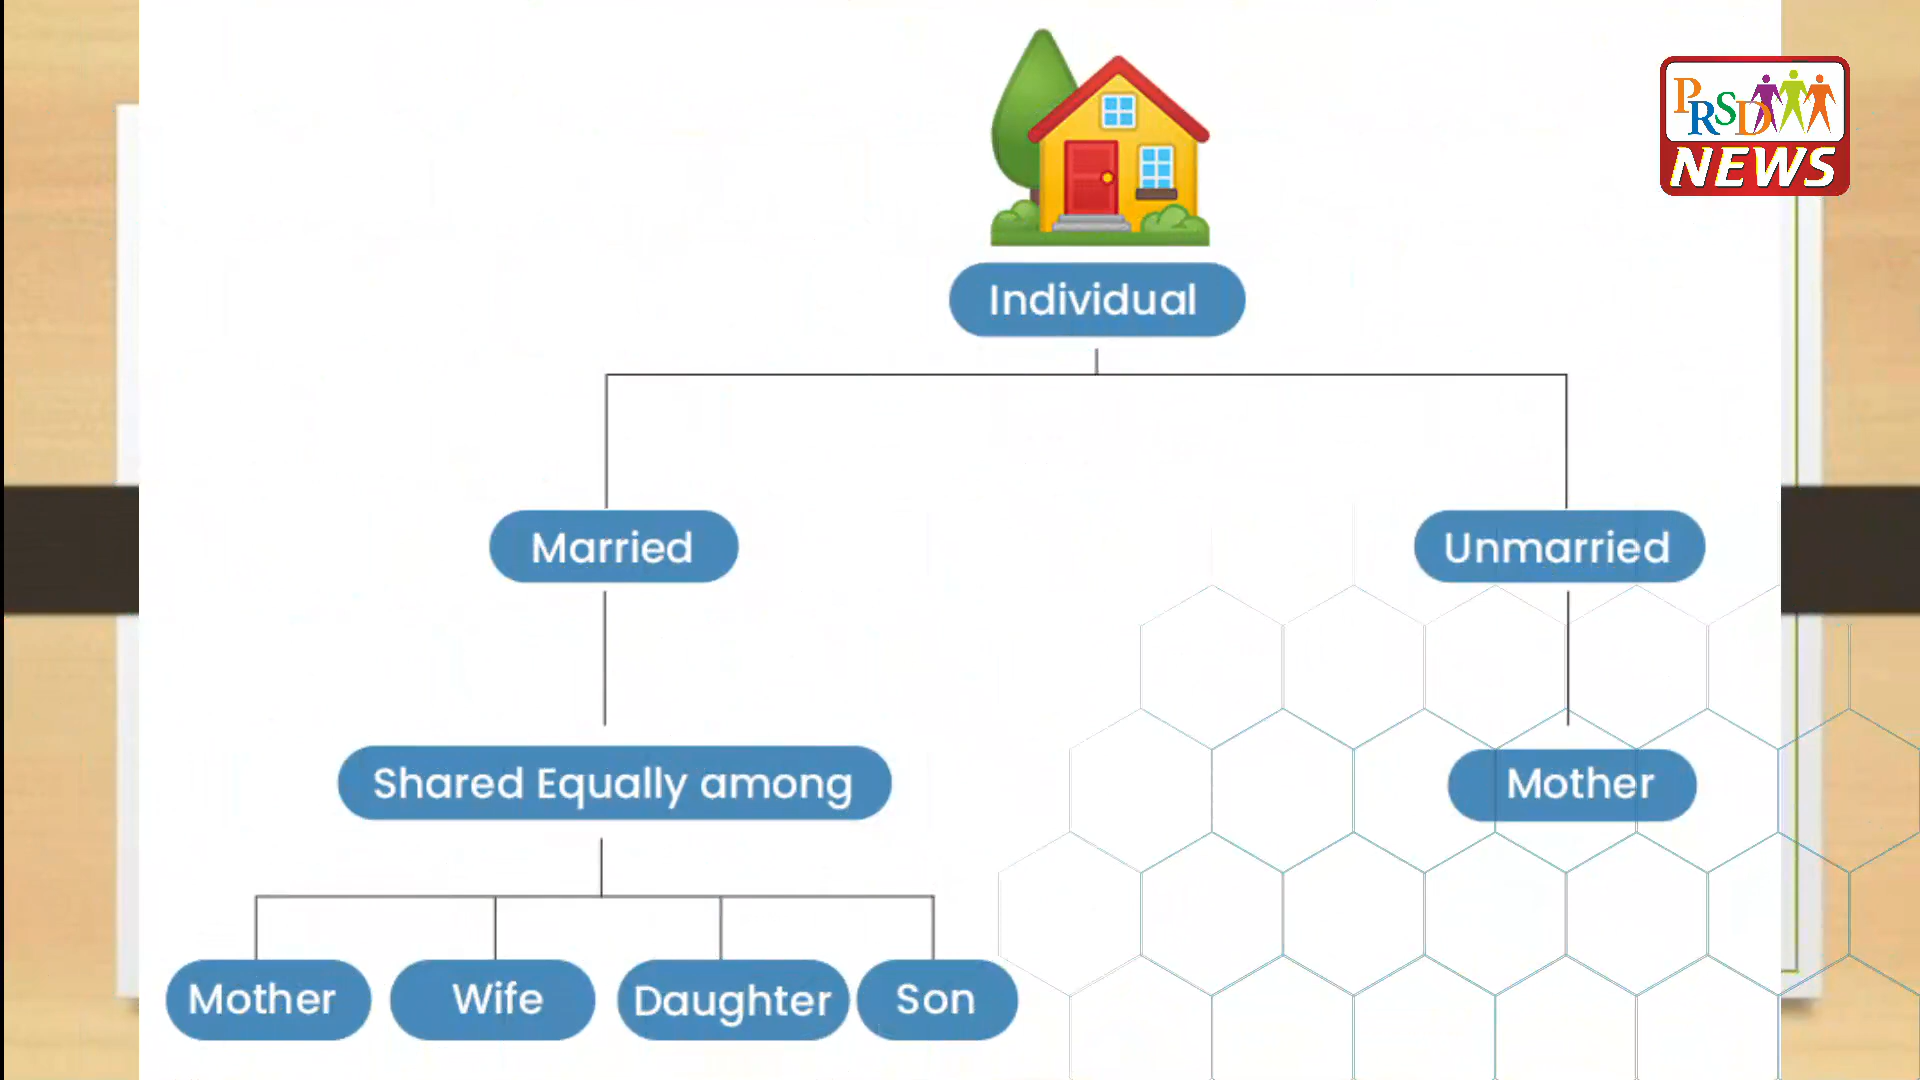 PRSD
NEWS
Individual
Married
Unmarried
Shared Equally among
Mother
Mother
Wife
Daughter
Son